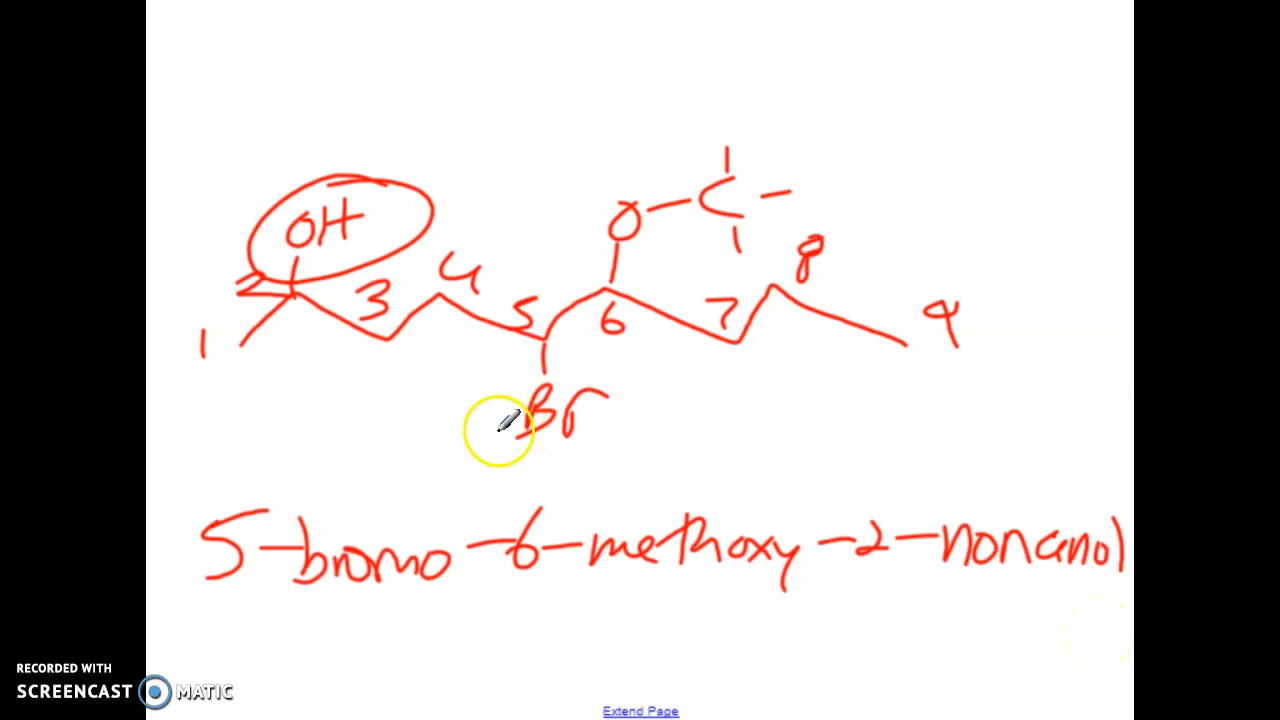 OH
O-C
1 2 3 4 5 6 7 8 9
Br
5-bromo-6-methoxy-2-nonanol
RECORDED WITH
SCREENCAST MATIC
Extend Page